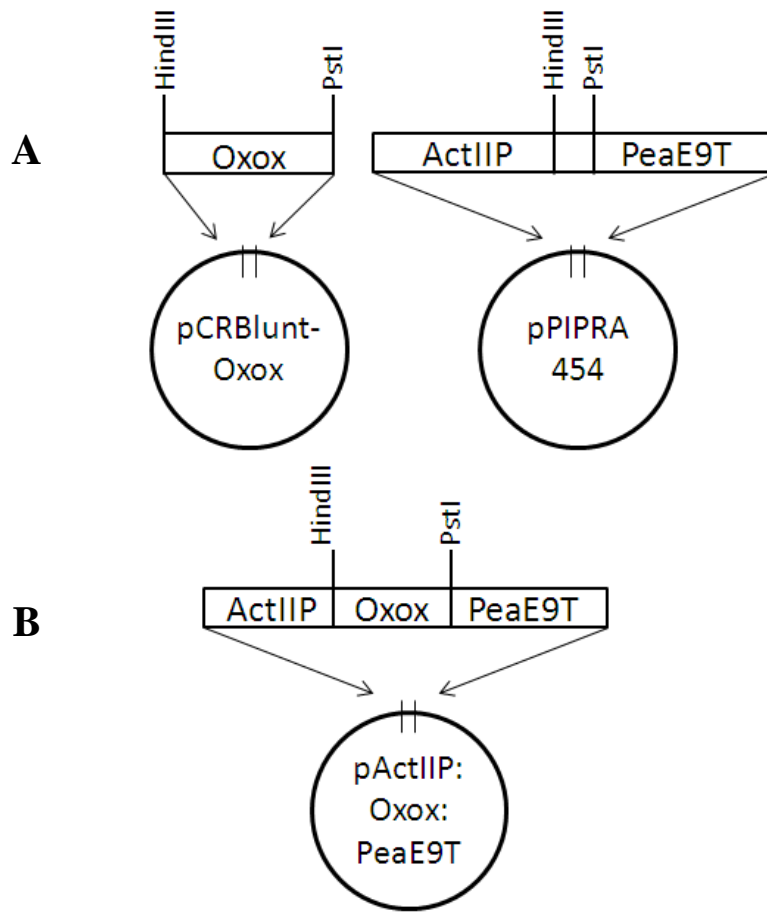 A
HindIII
PstI
Oxox
HindIII
PstI
ActIIP
PeaE9T
pCRBlunt-
Oxox
pPIPRA
454
B
HindIII
PstI
ActIIP
Oxox
PeaE9T
pActIIP:
Oxox:
PeaE9T